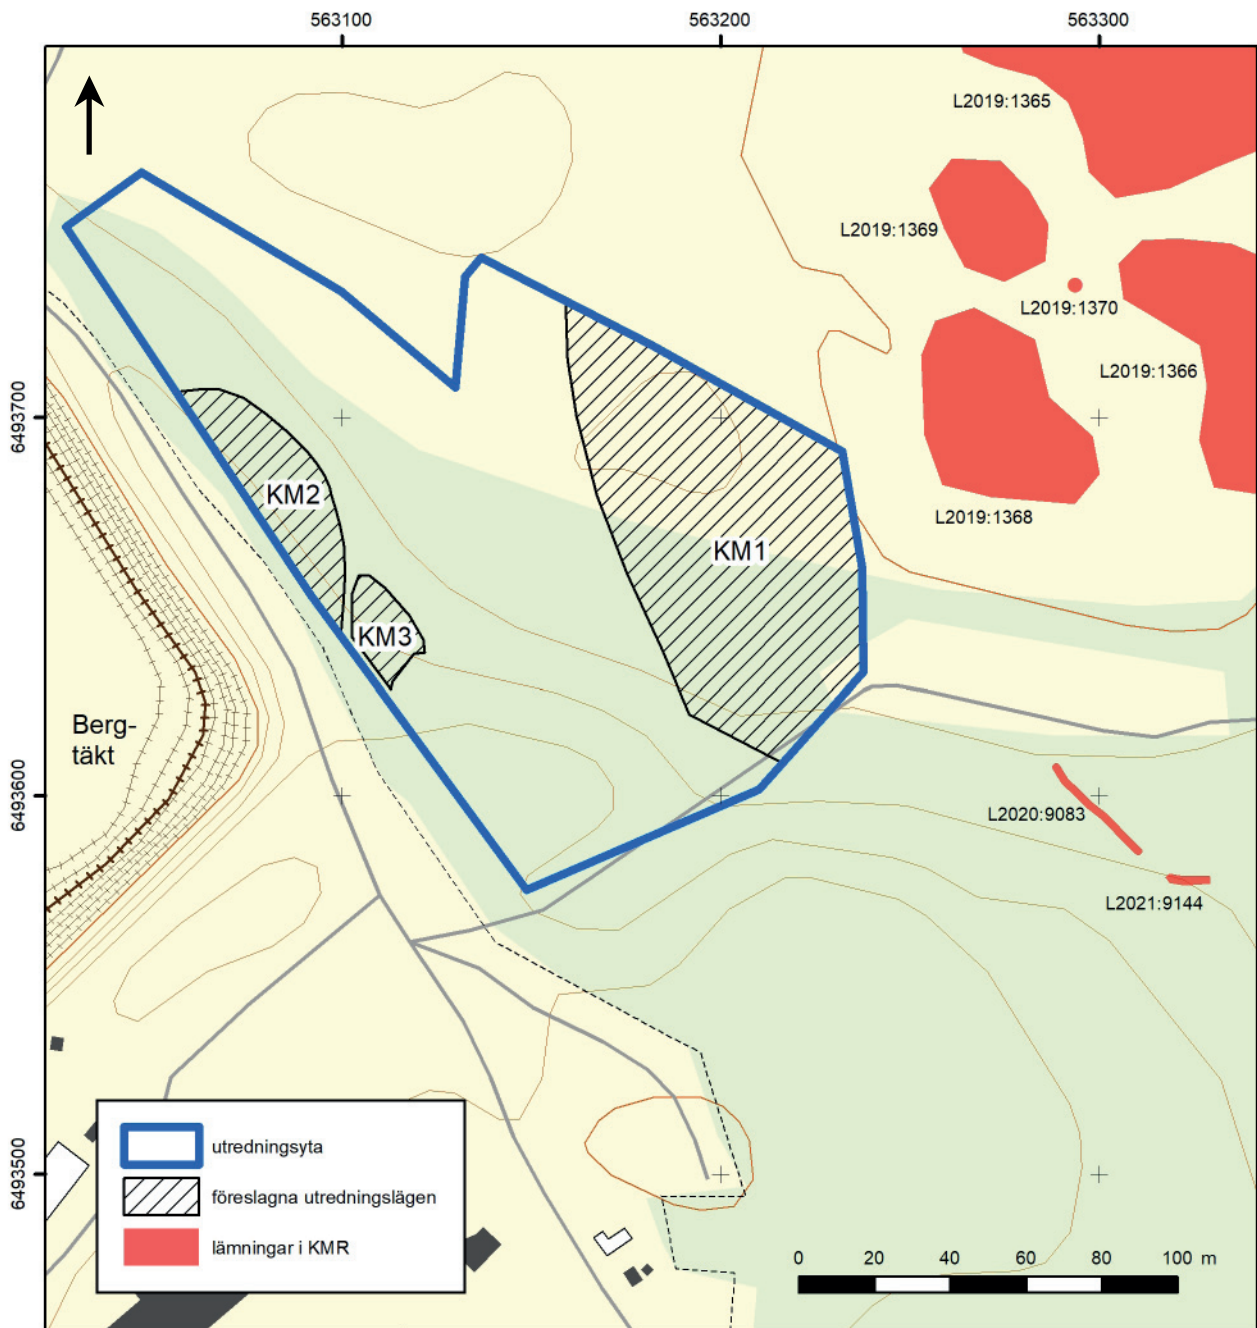 563100
563200
563300
L2019:1365
L2019:1369
L2019:1370
L2019:1366
6493700
KM2
L2019:1368
KM1
KM3
Berg-
täkt
6493600
L2020:9083
L2021:9144
6493500
utredningsyta
föreslagna utredningslägen
lämningar i KMR
0 20 40 60 80 100 m